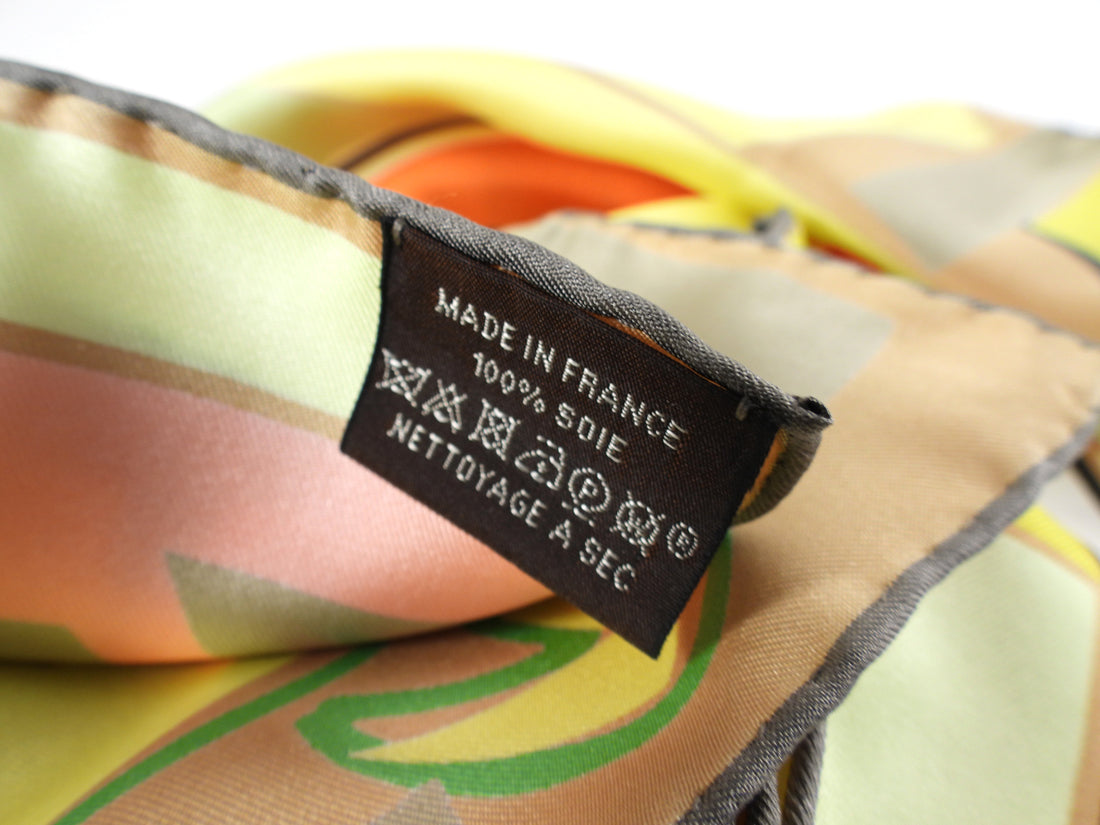 MADE IN FRANCE
100% SOIE
P W ®
NETTOYAGE A SEC